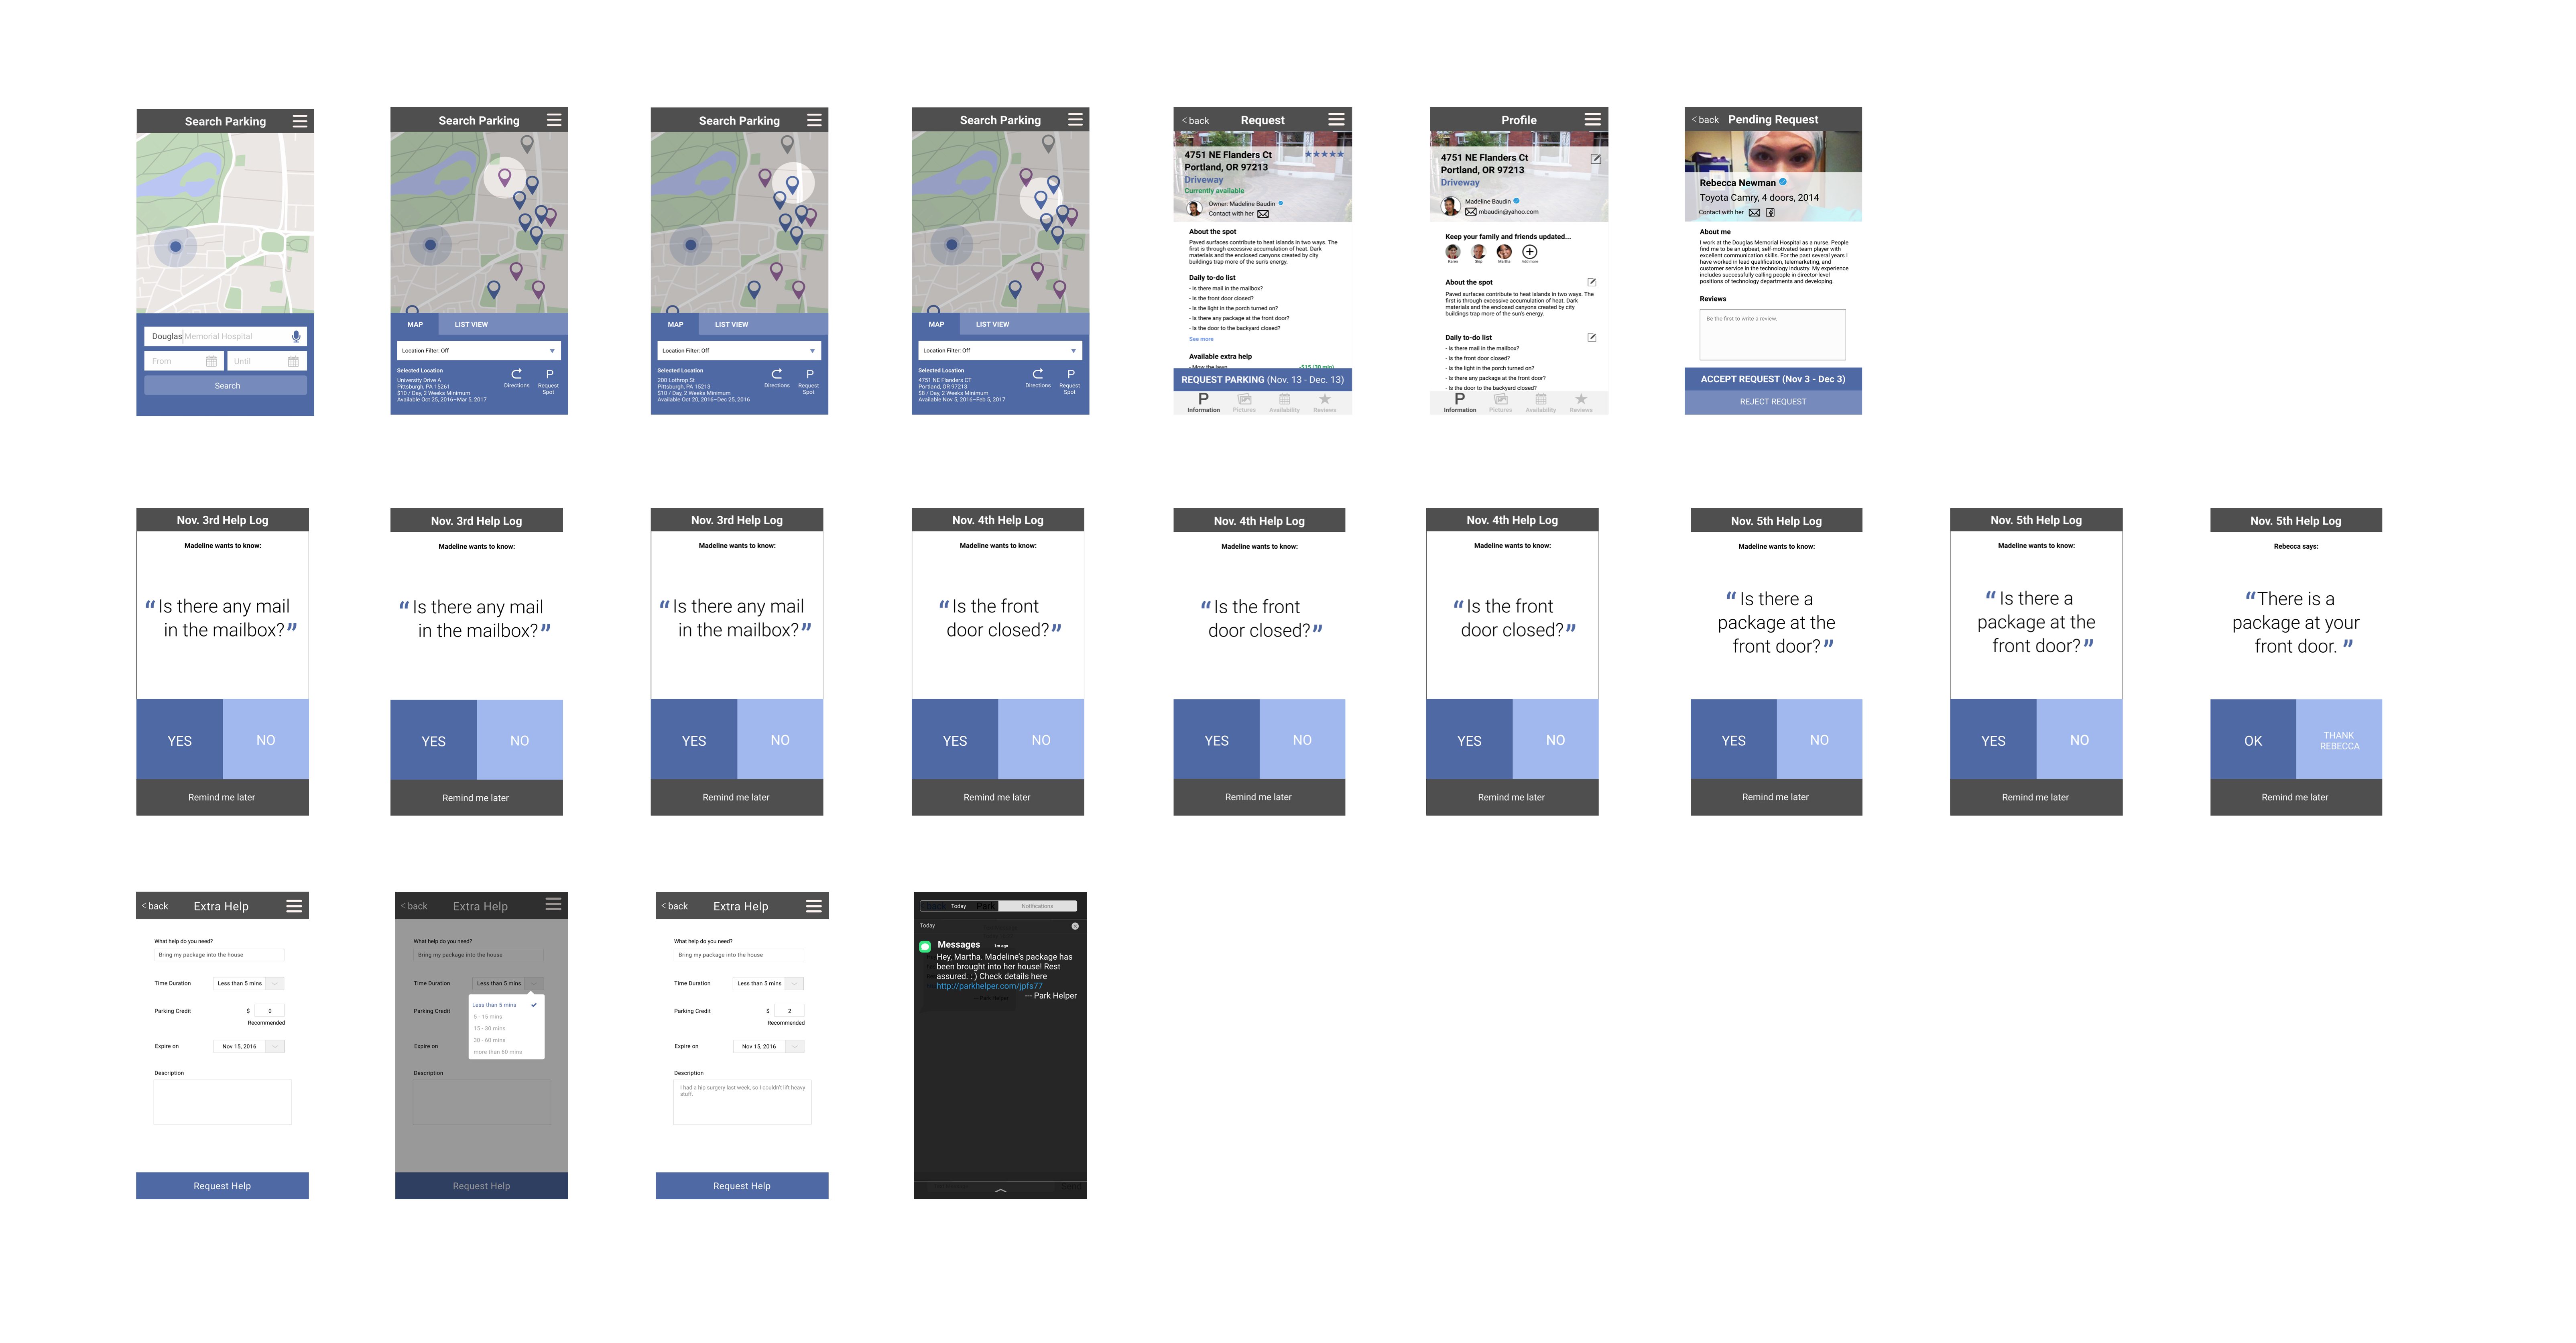 Search Parking
Douglas Memorial Hospital
From
Until
Search
Search Parking
MAP
LIST VIEW
Location Filter: Off
Selected Location
University Drive A
Pittsburgh, PA 15261
$10 / Day, 2 Weeks Minimum
Available Oct 25, 2016–Mar 5, 2017
Directions
Request
Spot
Search Parking
MAP
LIST VIEW
Location Filter: Off
Selected Location
200 Lothrop St
Pittsburgh, PA 15213
$10 / Day, 2 Weeks Minimum
Available Oct 20, 2016–Dec 25, 2016
Directions
Request
Spot
Search Parking
MAP
LIST VIEW
Location Filter: Off
Selected Location
4751 NE Flanders CT
Portland, OR 97213
$8 / Day, 2 Weeks Minimum
Available Nov 5, 2016–Feb 5, 2017
Directions
Request
Spot
< back
Request
4751 NE Flanders Ct
Portland, OR 97213
Driveway
Currently available
Owner: Madeline Baudin
Contact with her
About the spot
Paved surfaces contribute to heat islands in two ways. The
first is through excessive accumulation of heat. Dark
materials and the enclosed canyons created by city
buildings trap more of the sun's energy.
Daily to-do list
- Is there mail in the mailbox?
- Is the front door closed?
- Is the light in the porch turned on?
- Is there any package at the front door?
- Is the door to the backyard closed?
See more
Available extra help
- Mow the lawn
-$15 (30 min)
REQUEST PARKING (Nov. 13 - Dec. 13)
P
Information
Pictures
Availability
Reviews
Profile
4751 NE Flanders Ct
Portland, OR 97213
Driveway
Madeline Baudin
mbaudin@yahoo.com
Keep your family and friends updated...
Karen
Martha
Add more
About the spot
Paved surfaces contribute to heat islands in two ways. The
first is through excessive accumulation of heat. Dark
materials and the enclosed canyons created by city
buildings trap more of the sun's energy.
Daily to-do list
- Is there mail in the mailbox?
- Is the front door closed?
- Is the light in the porch turned on?
- Is there any package at the front door?
- Is the door to the backyard closed?
P
Information
Pictures
Availability
Reviews
< back
Pending Request
Rebecca Newman
Toyota Camry, 4 doors, 2014
Contact with her
About me
I work at the Douglas Memorial Hospital as a nurse. People
find me to be an upbeat, self-motivated team player with
excellent communication skills. For the past several years I
have worked in lead qualification, telemarketing, and
customer service in the technology industry. My experience
includes successfully calling people in director-level
positions of technology departments and developing.
Reviews
Be the first to write a review.
ACCEPT REQUEST (Nov 3 - Dec 3)
REJECT REQUEST
Nov. 3rd Help Log
Madeline wants to know:
“ Is there any mail
in the mailbox? ”
YES
NO
Remind me later
Nov. 3rd Help Log
Madeline wants to know:
“ Is there any mail
in the mailbox? ”
YES
NO
Remind me later
Nov. 3rd Help Log
Madeline wants to know:
“ Is there any mail
in the mailbox? ”
YES
NO
Remind me later
Nov. 4th Help Log
Madeline wants to know:
“ Is the front
door closed? ”
YES
NO
Remind me later
Nov. 4th Help Log
Madeline wants to know:
“ Is the front
door closed? ”
YES
NO
Remind me later
Nov. 4th Help Log
Madeline wants to know:
“ Is the front
door closed? ”
YES
NO
Remind me later
Nov. 5th Help Log
Madeline wants to know:
“ Is there a
package at the
front door? ”
YES
NO
Remind me later
Nov. 5th Help Log
Madeline wants to know:
“ Is there a
package at the
front door? ”
YES
NO
Remind me later
Nov. 5th Help Log
Rebecca says:
“ There is a
package at your
front door. ”
OK
THANK
REBECCA
Remind me later
< back
Extra Help
What help do you need?
Bring my package into the house
Time Duration
Less than 5 mins
Parking Credit
$ 0
Recommended
Expire on
Nov 15, 2016
Description
Request Help
< back
Extra Help
What help do you need?
Bring my package into the house
Time Duration
Less than 5 mins
Less than 5 mins
5 - 15 mins
15 - 30 mins
30 - 60 mins
more than 60 mins
Parking Credit
Expire on
Description
Request Help
< back
Extra Help
What help do you need?
Bring my package into the house
Time Duration
Less than 5 mins
Parking Credit
$ 2
Recommended
Expire on
Nov 15, 2016
Description
I had a hip surgery last week, so I couldn't lift heavy
stuff.
Request Help
Today
Notifications
Today
Messages
1m ago
Hey, Martha. Madeline's package has
been brought into her house! Rest
assured. : ) Check details here
http://parkhelper.com/jpfs77
--- Park Helper